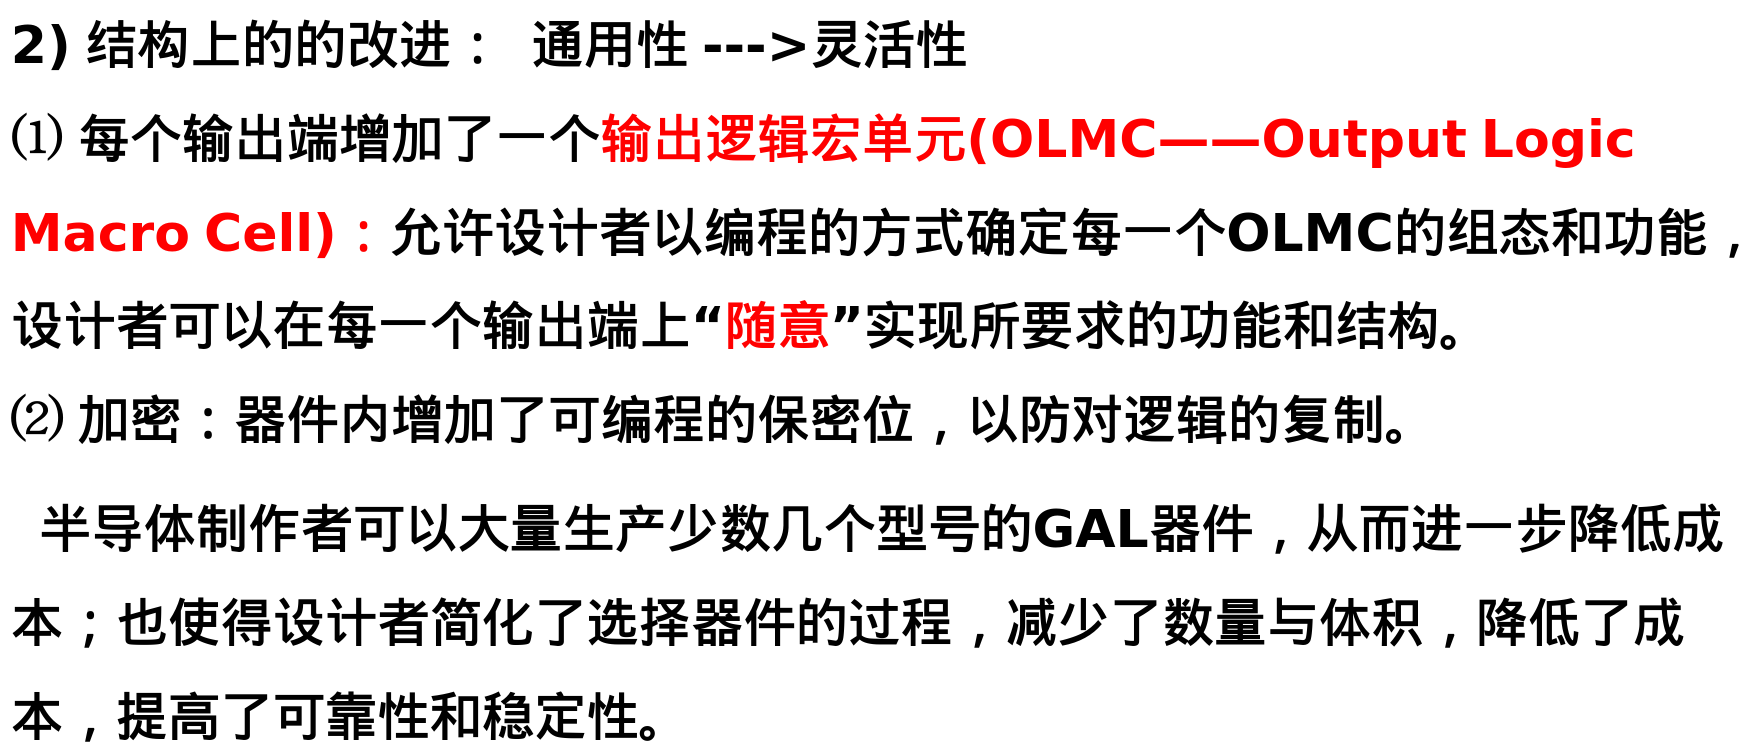 2) 结构上的的改进： 通用性 --->灵活性
⑴ 每个输出端增加了一个输出逻辑宏单元(OLMC——Output Logic
Macro Cell)：允许设计者以编程的方式确定每一个OLMC的组态和功能，
设计者可以在每一个输出端上“随意”实现所要求的功能和结构。
⑵ 加密：器件内增加了可编程的保密位，以防对逻辑的复制。
半导体制作者可以大量生产少数几个型号的GAL器件，从而进一步降低成
本；也使得设计者简化了选择器件的过程，减少了数量与体积，降低了成
本，提高了可靠性和稳定性。